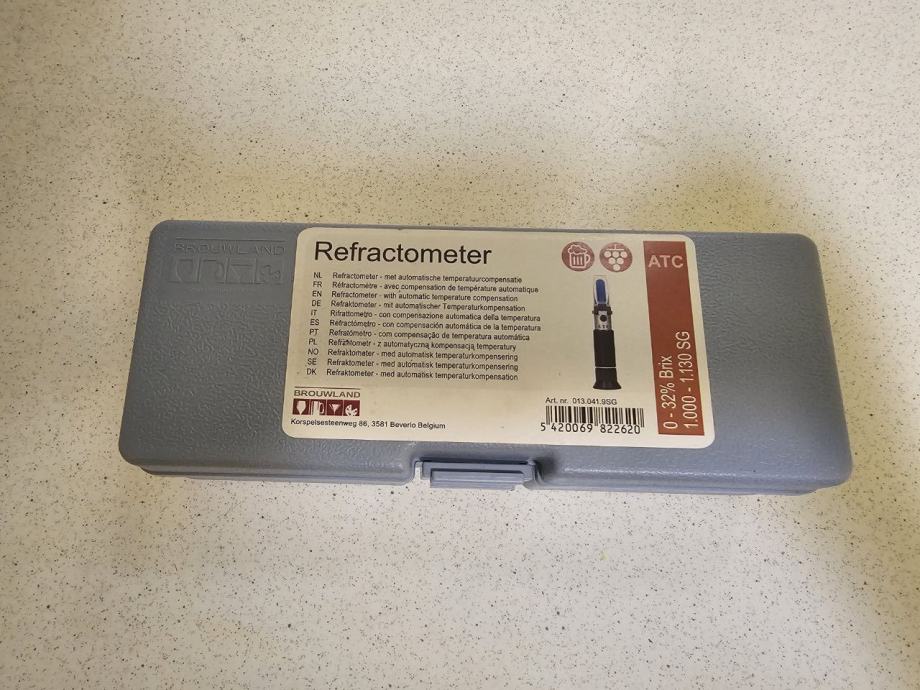 BROUWLAND
Refractometer
ATC
NL Refractometer - met automatische temperatuurcompensatie
FR Réfractomètre - avec compensation de température automatique
EN Refractometer - with automatic temperature compensation
DE Refraktometer - mit automatischer Temperaturkompensation
IT Rifrattometro - con compensazione automatica della temperatura
ES Refractómetro - con compensación automática de la temperatura
PT Refratómetro - com compensação de temperatura automática
PL Refraktometr - z automatyczną kompensacją temperatury
NO Refraktometer - med automatisk temperaturkompensering
SE Refraktometer - med automatisk temperaturkompensering
DK Refraktometer - med automatisk temperaturkompensation
0 - 32% Brix
1.000 - 1.130 SG
BROUWLAND
Korspelsesteenweg 86, 3581 Beverlo Belgium
Art. nr. 013.041.9SG
5 420069 822620